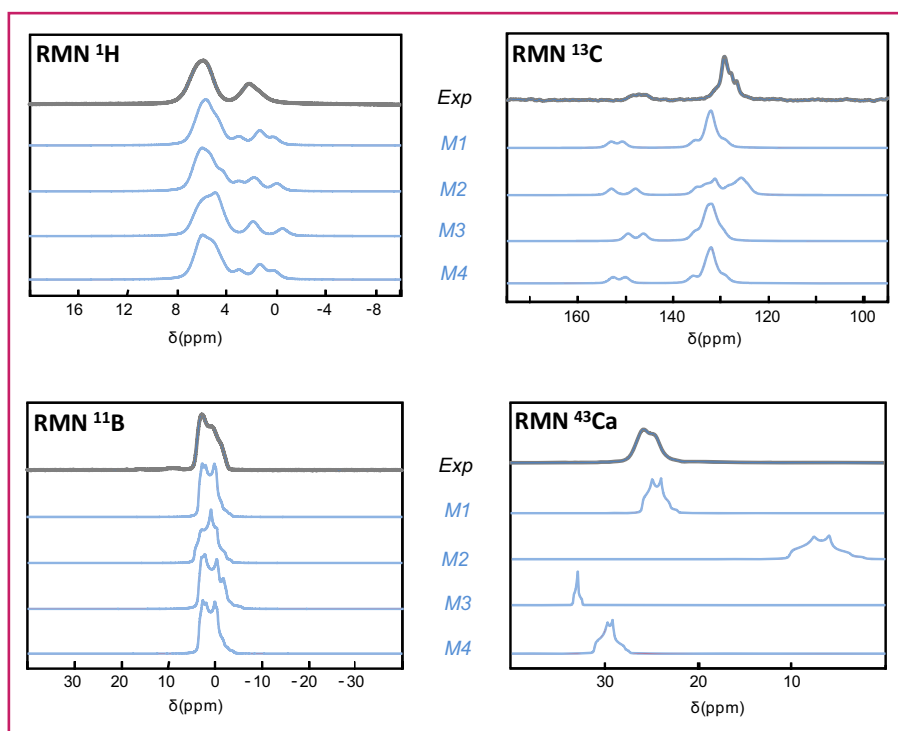 RMN ¹H
Exp
M1
M2
M3
M4
16 12 8 4 0 -4 -8
δ(ppm)
RMN ¹³C
160 140 120 100
δ(ppm)
RMN ¹¹B
Exp
M1
M2
M3
M4
30 20 10 0 -10 -20 -30
δ(ppm)
RMN ⁴³Ca
30 20 10
δ(ppm)